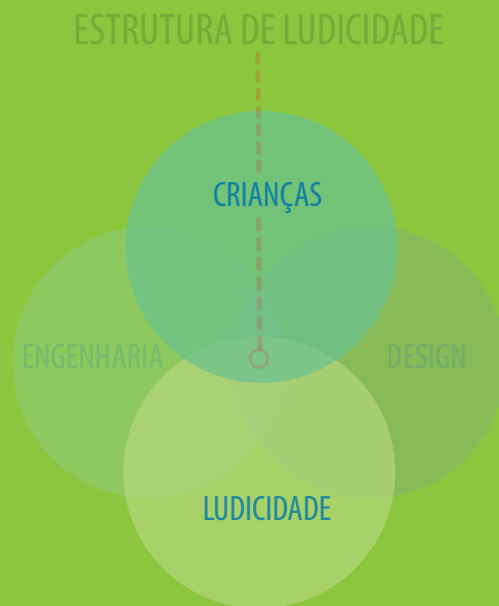 ESTRUTURA DE LUDICIDADE
CRIANÇAS
ENGENHARIA
DESIGN
LUDICIDADE